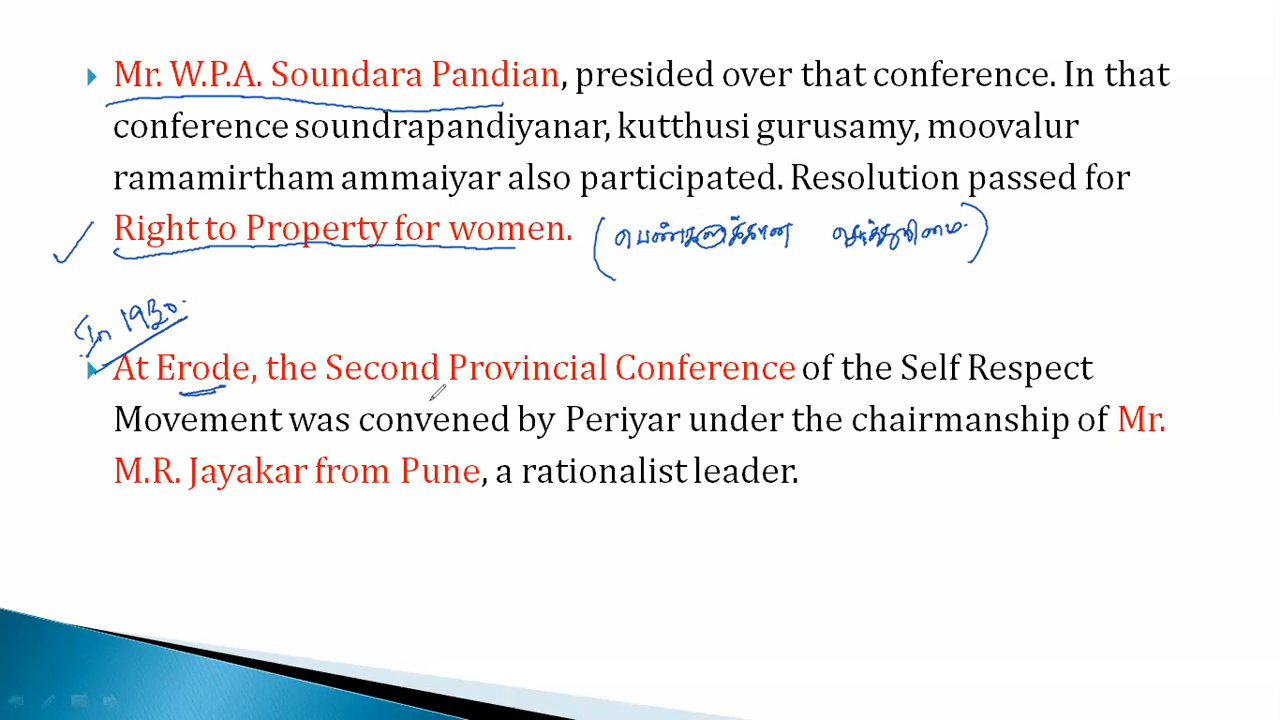 Mr. W.P.A. Soundara Pandian, presided over that conference. In that
conference soundrapandiyanar, kutthusi gurusamy, moovalur
ramamirtham ammaiyar also participated. Resolution passed for
Right to Property for women. (பெண்களுக்கான சொத்துரிமை)
In 1930.
At Erode, the Second Provincial Conference of the Self Respect
Movement was convened by Periyar under the chairmanship of Mr.
M.R. Jayakar from Pune, a rationalist leader.